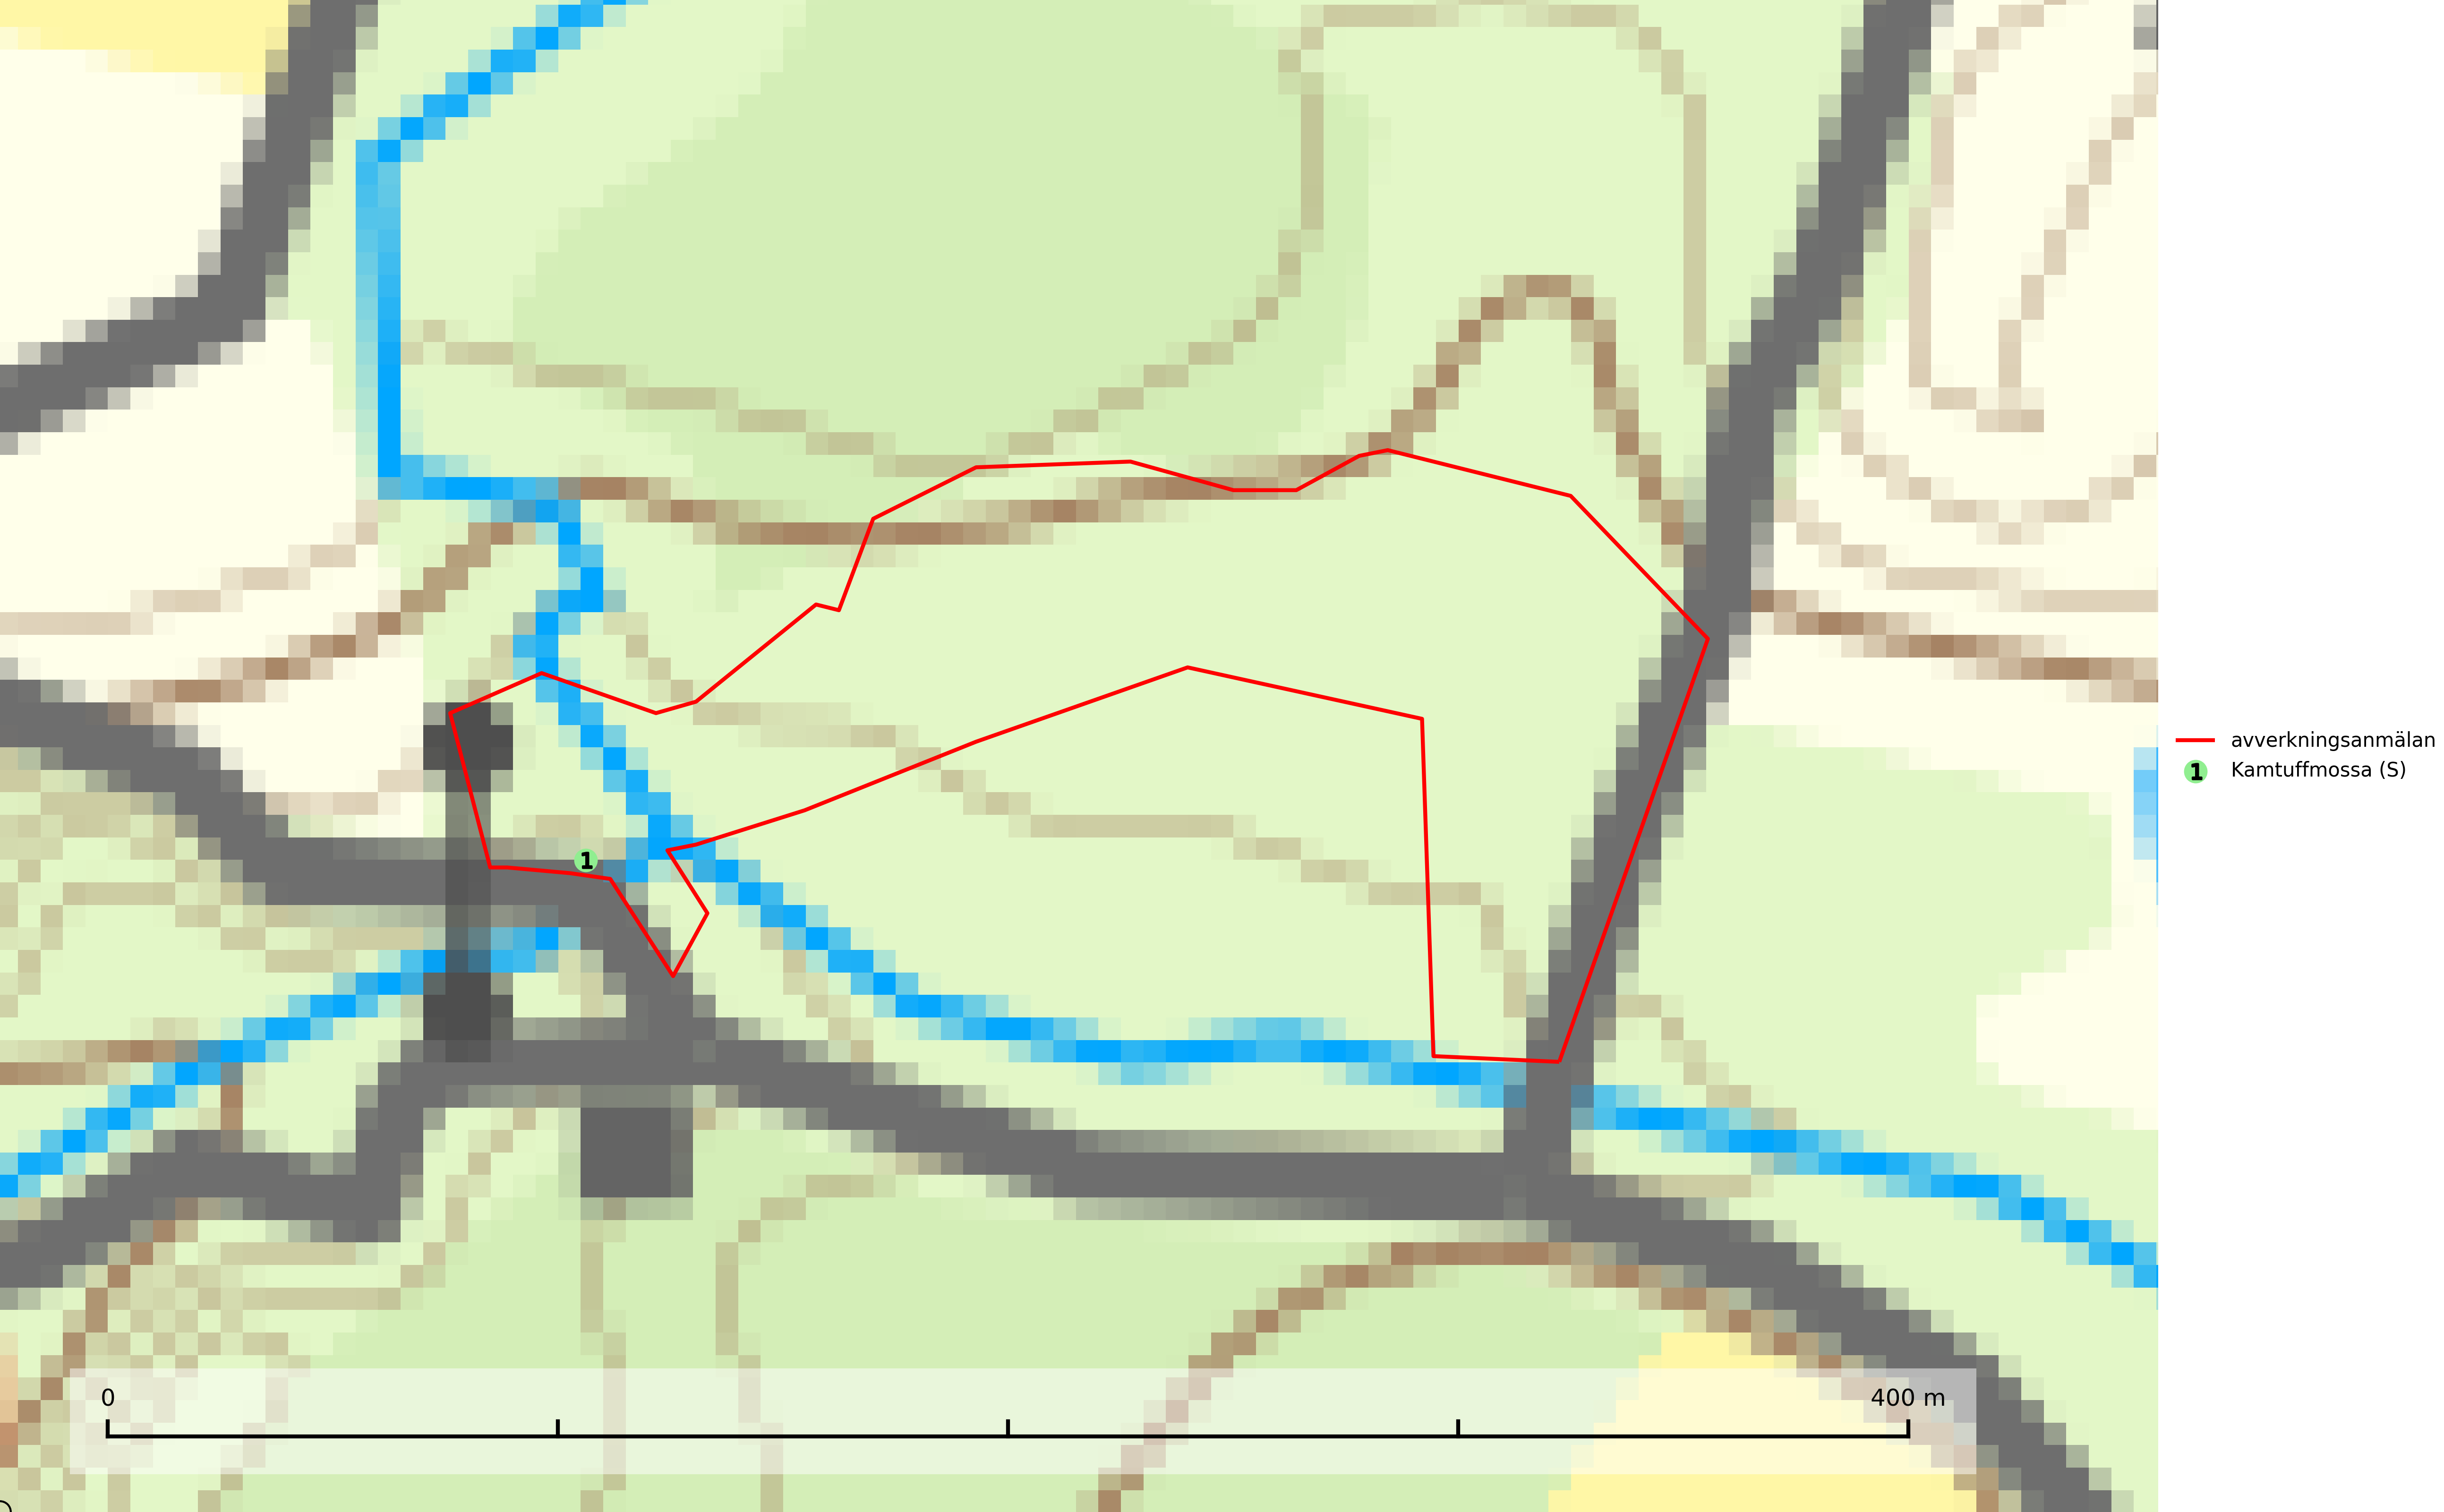 1
avverkningsanmälan
1 Kamtuffmossa (S)
0 400 m